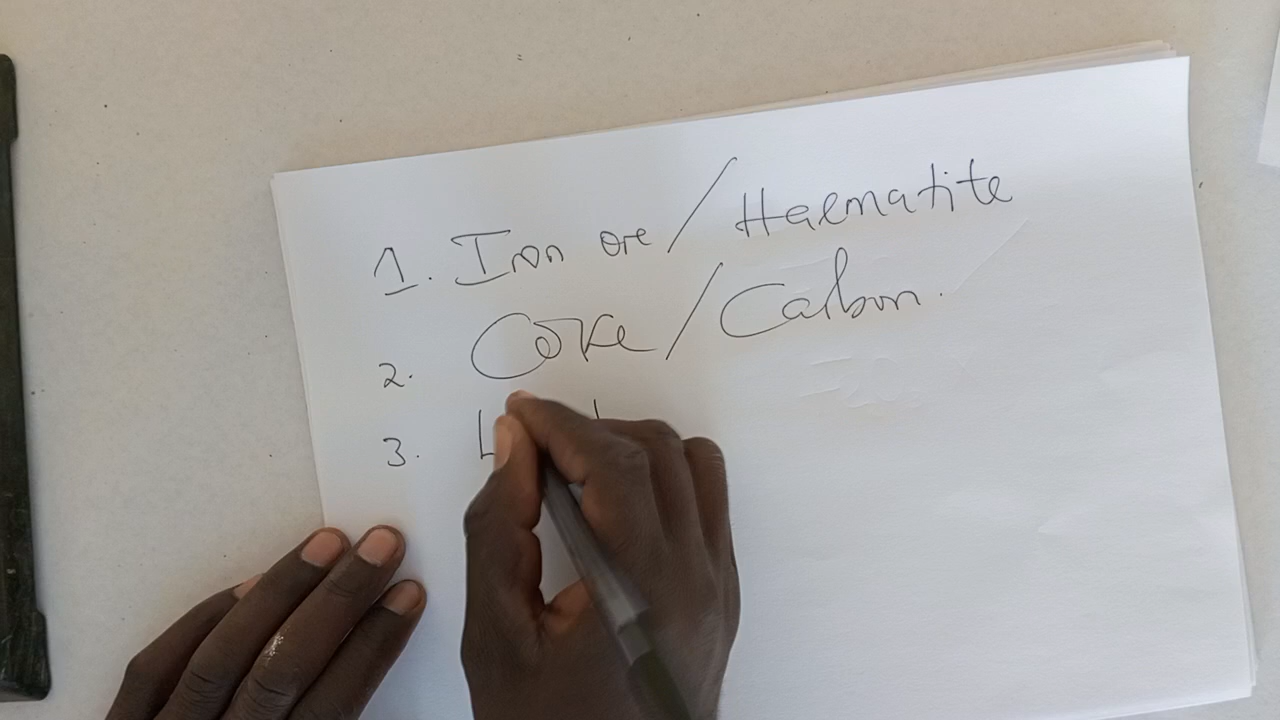 1. Iron ore / Haematite
2. Coke / Carbon.
3.